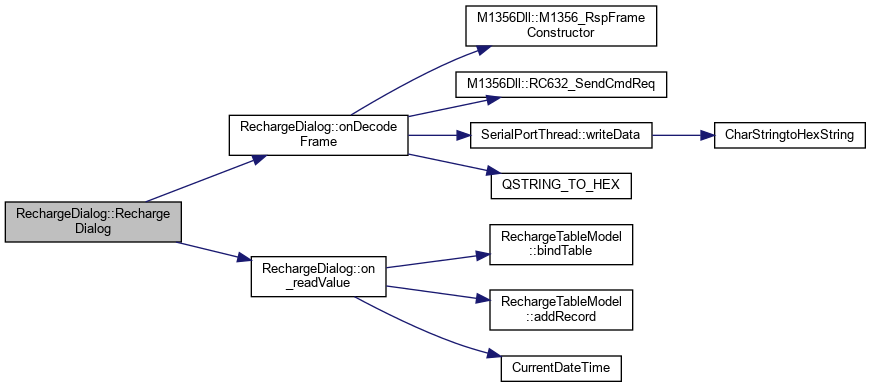 M1356Dll::M1356_RspFrame
Constructor
M1356Dll::RC632_SendCmdReq
RechargeDialog::onDecode
Frame
SerialPortThread::writeData
CharStringtoHexString
QSTRING_TO_HEX
RechargeDialog::Recharge
Dialog
RechargeTableModel
::bindTable
RechargeDialog::on
_readValue
RechargeTableModel
::addRecord
CurrentDateTime